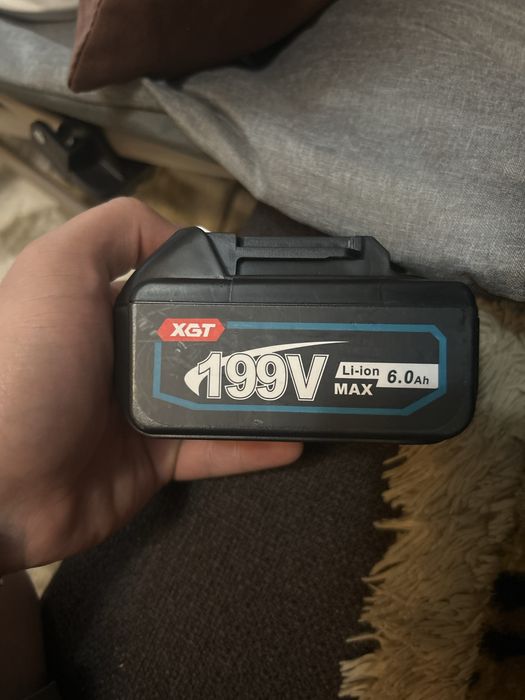 XGT
199V
Li-ion 6.0Ah
MAX